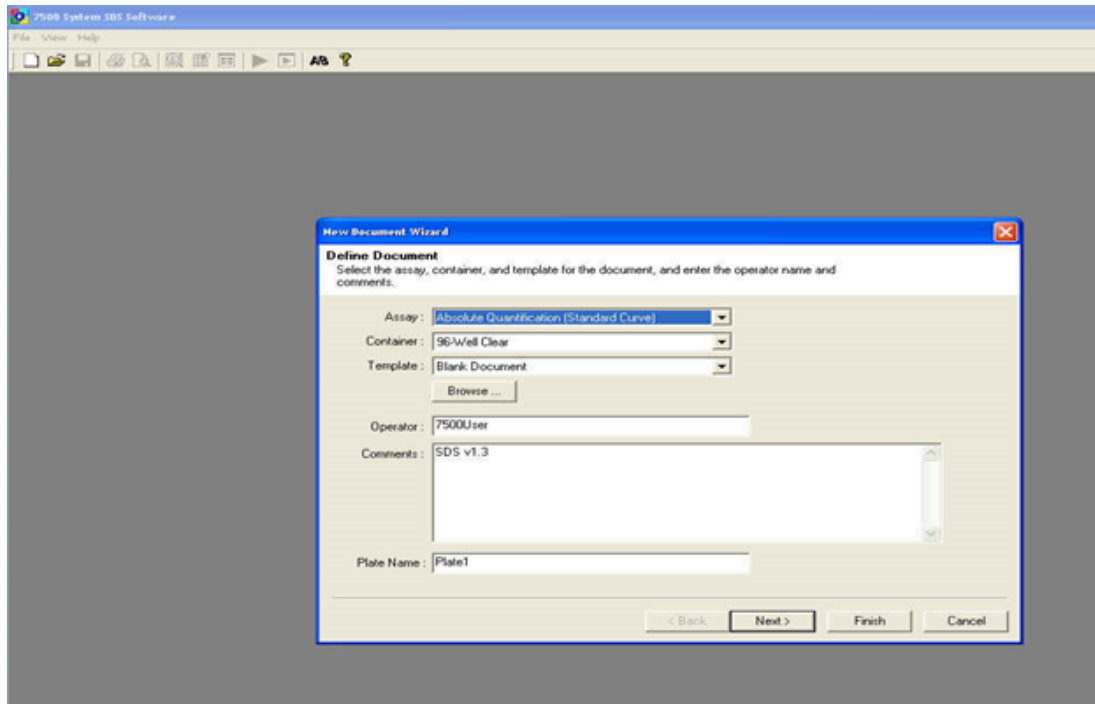 7500 System SDS Software
File View Help
AB ?
New Document Wizard
Define Document
Select the assay, container, and template for the document, and enter the operator name and
comments.
Assay : Absolute Quantification (Standard Curve)
Container : 96-Well Clear
Template : Blank Document
Browse ...
Operator : 7500User
Comments : SDS v1.3
Plate Name : Plate1
< Back Next > Finish Cancel